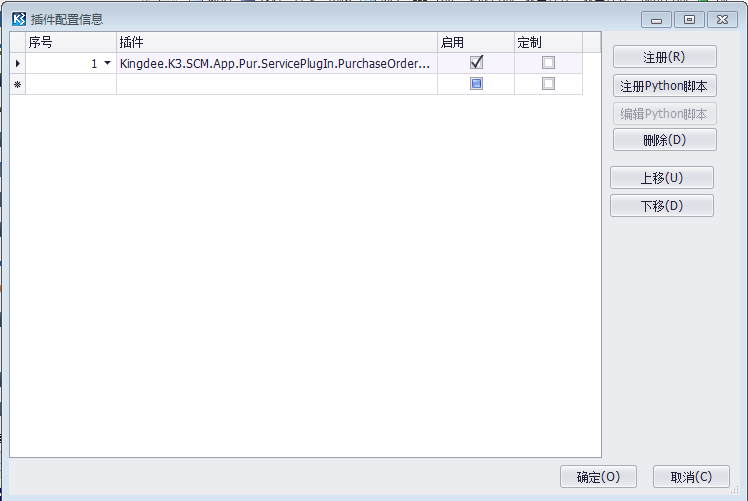 K3 插件配置信息
序号 插件 启用 定制
1 Kingdee.K3.SCM.App.Pur.ServicePlugIn.PurchaseOrder...
注册(R)
注册Python脚本
编辑Python脚本
删除(D)
上移(U)
下移(D)
确定(O) 取消(C)